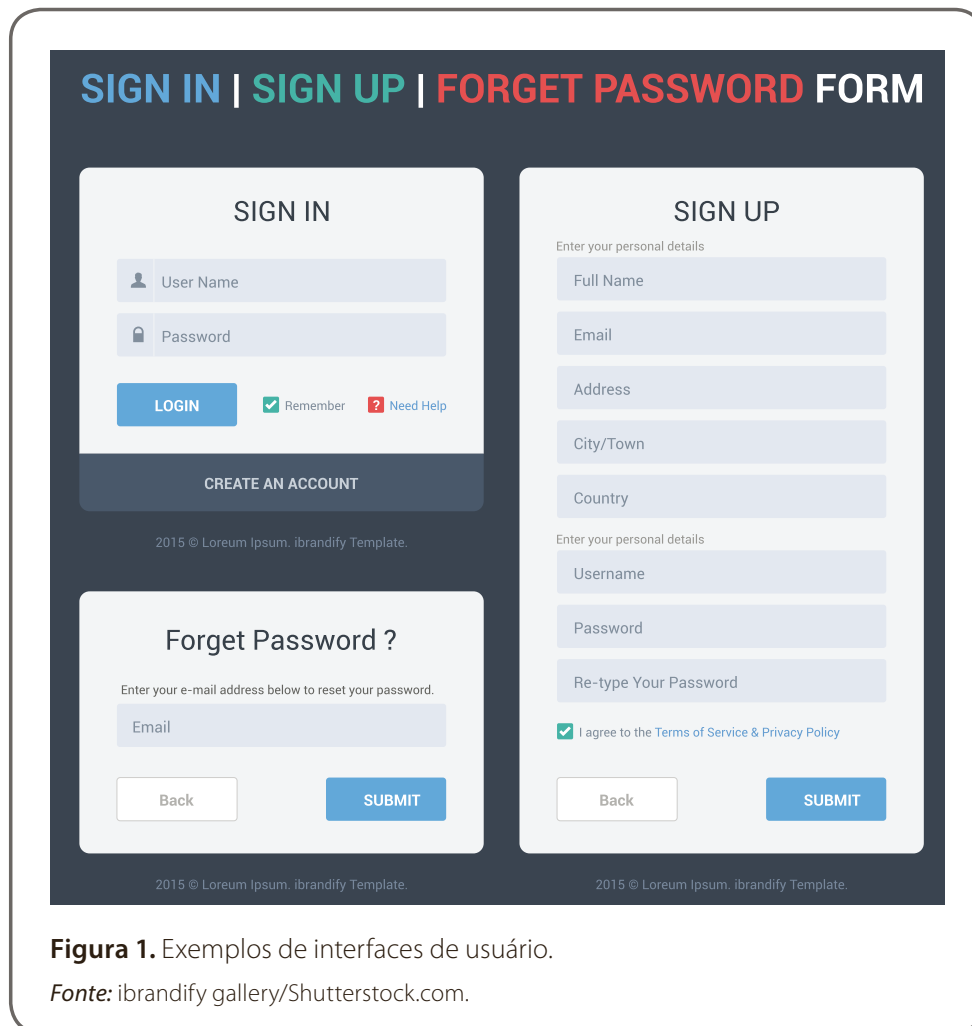 SIGN IN | SIGN UP | FORGET PASSWORD FORM
SIGN IN
User Name
Password
LOGIN
Remember
? Need Help
CREATE AN ACCOUNT
2015 © Loreum Ipsum. ibrandify Template.
Forget Password ?
Enter your e-mail address below to reset your password.
Email
Back
SUBMIT
2015 © Loreum Ipsum. ibrandify Template.
SIGN UP
Enter your personal details
Full Name
Email
Address
City/Town
Country
Enter your personal details
Username
Password
Re-type Your Password
I agree to the Terms of Service & Privacy Policy
Back
SUBMIT
2015 © Loreum Ipsum. ibrandify Template.
Figura 1. Exemplos de interfaces de usuário.
Fonte: ibrandify gallery/Shutterstock.com.